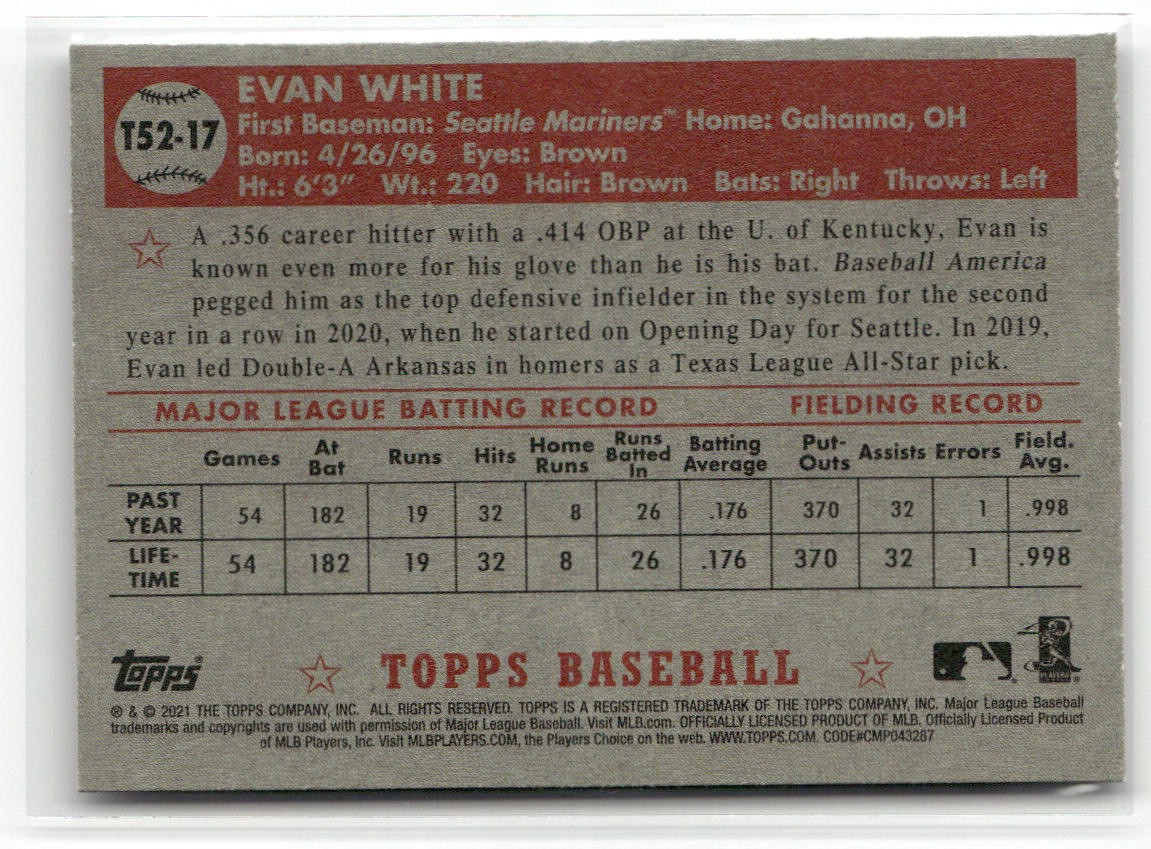 T52-17
EVAN WHITE
First Baseman: Seattle Mariners™ Home: Gahanna, OH
Born: 4/26/96 Eyes: Brown
Ht.: 6'3" Wt.: 220 Hair: Brown Bats: Right Throws: Left
A .356 career hitter with a .414 OBP at the U. of Kentucky, Evan is
known even more for his glove than he is his bat. Baseball America
pegged him as the top defensive infielder in the system for the second
year in a row in 2020, when he started on Opening Day for Seattle. In 2019,
Evan led Double-A Arkansas in homers as a Texas League All-Star pick.
MAJOR LEAGUE BATTING RECORD FIELDING RECORD
Games At Bat Runs Hits Home Runs Runs Batted In Batting Average Put-Outs Assists Errors Field. Avg.
PAST YEAR 54 182 19 32 8 26 .176 370 32 1 .998
LIFE-TIME 54 182 19 32 8 26 .176 370 32 1 .998
topps® TOPPS BASEBALL
® & © 2021 THE TOPPS COMPANY, INC. ALL RIGHTS RESERVED. TOPPS IS A REGISTERED TRADEMARK OF THE TOPPS COMPANY, INC. Major League Baseball
trademarks and copyrights are used with permission of Major League Baseball. Visit MLB.com. OFFICIALLY LICENSED PRODUCT OF MLB. Officially Licensed Product
of MLB Players, Inc. Visit MLBPLAYERS.COM, the Players Choice on the web. WWW.TOPPS.COM. CODE#CMP043287